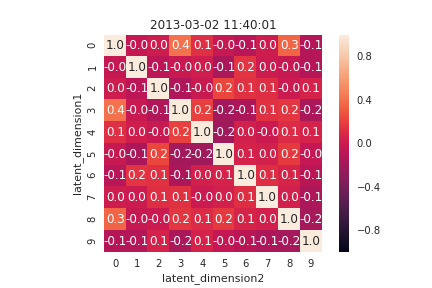 2013-03-02 11:40:01
0 1.0 -0.0 0.0 0.4 0.1 -0.0 -0.1 0.0 0.3 -0.1
1 -0.0 1.0 -0.1 -0.0 0.0 -0.1 0.2 0.0 -0.0 -0.1
2 0.0 -0.1 1.0 -0.1 -0.0 0.2 0.1 0.1 -0.0 0.1
3 0.4 -0.0 -0.1 1.0 0.2 -0.2 -0.1 0.1 0.2 -0.2
4 0.1 0.0 -0.0 0.2 1.0 -0.2 0.0 -0.0 0.1 0.1
5 -0.0 -0.1 0.2 -0.2 -0.2 1.0 0.1 0.0 0.2 -0.0
6 -0.1 0.2 0.1 -0.1 0.0 0.1 1.0 0.1 0.1 -0.1
7 0.0 0.0 0.1 0.1 -0.0 0.0 0.1 1.0 0.0 -0.1
8 0.3 -0.0 -0.0 0.2 0.1 0.2 0.1 0.0 1.0 -0.2
9 -0.1 -0.1 0.1 -0.2 0.1 -0.0 -0.1 -0.1 -0.2 1.0
0 1 2 3 4 5 6 7 8 9
latent_dimension2
latent_dimension1
0.8
0.4
0.0
−0.4
−0.8